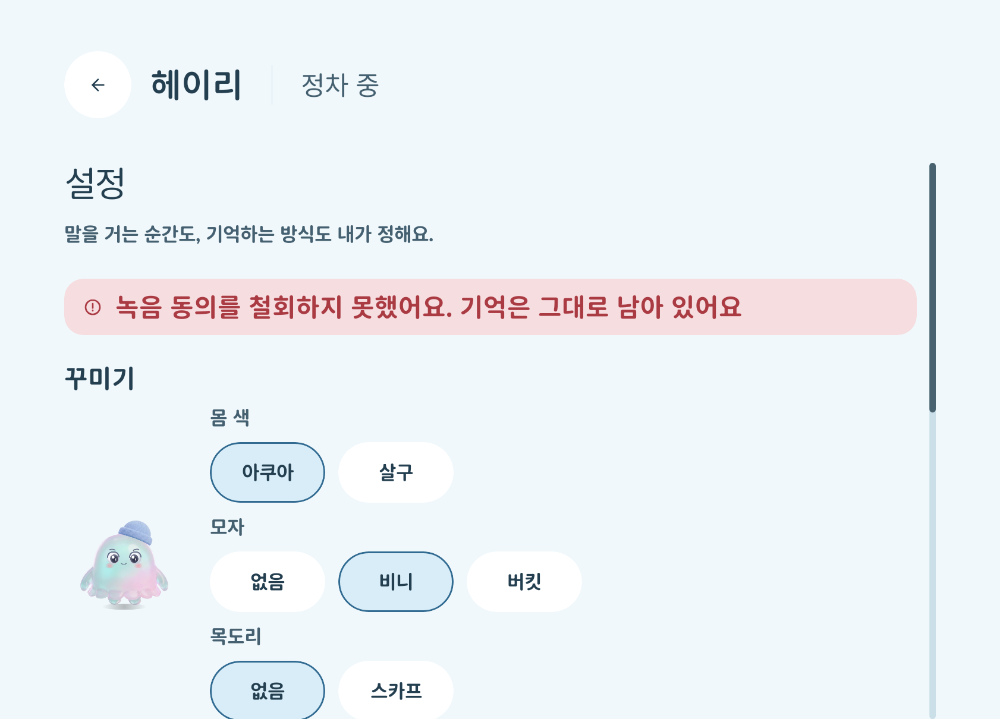 헤이리
정차 중
설정
말을 거는 순간도, 기억하는 방식도 내가 정해요.
녹음 동의를 철회하지 못했어요. 기억은 그대로 남아 있어요
꾸미기
몸 색
아쿠아 살구
모자
없음 비니 버킷
목도리
없음 스카프